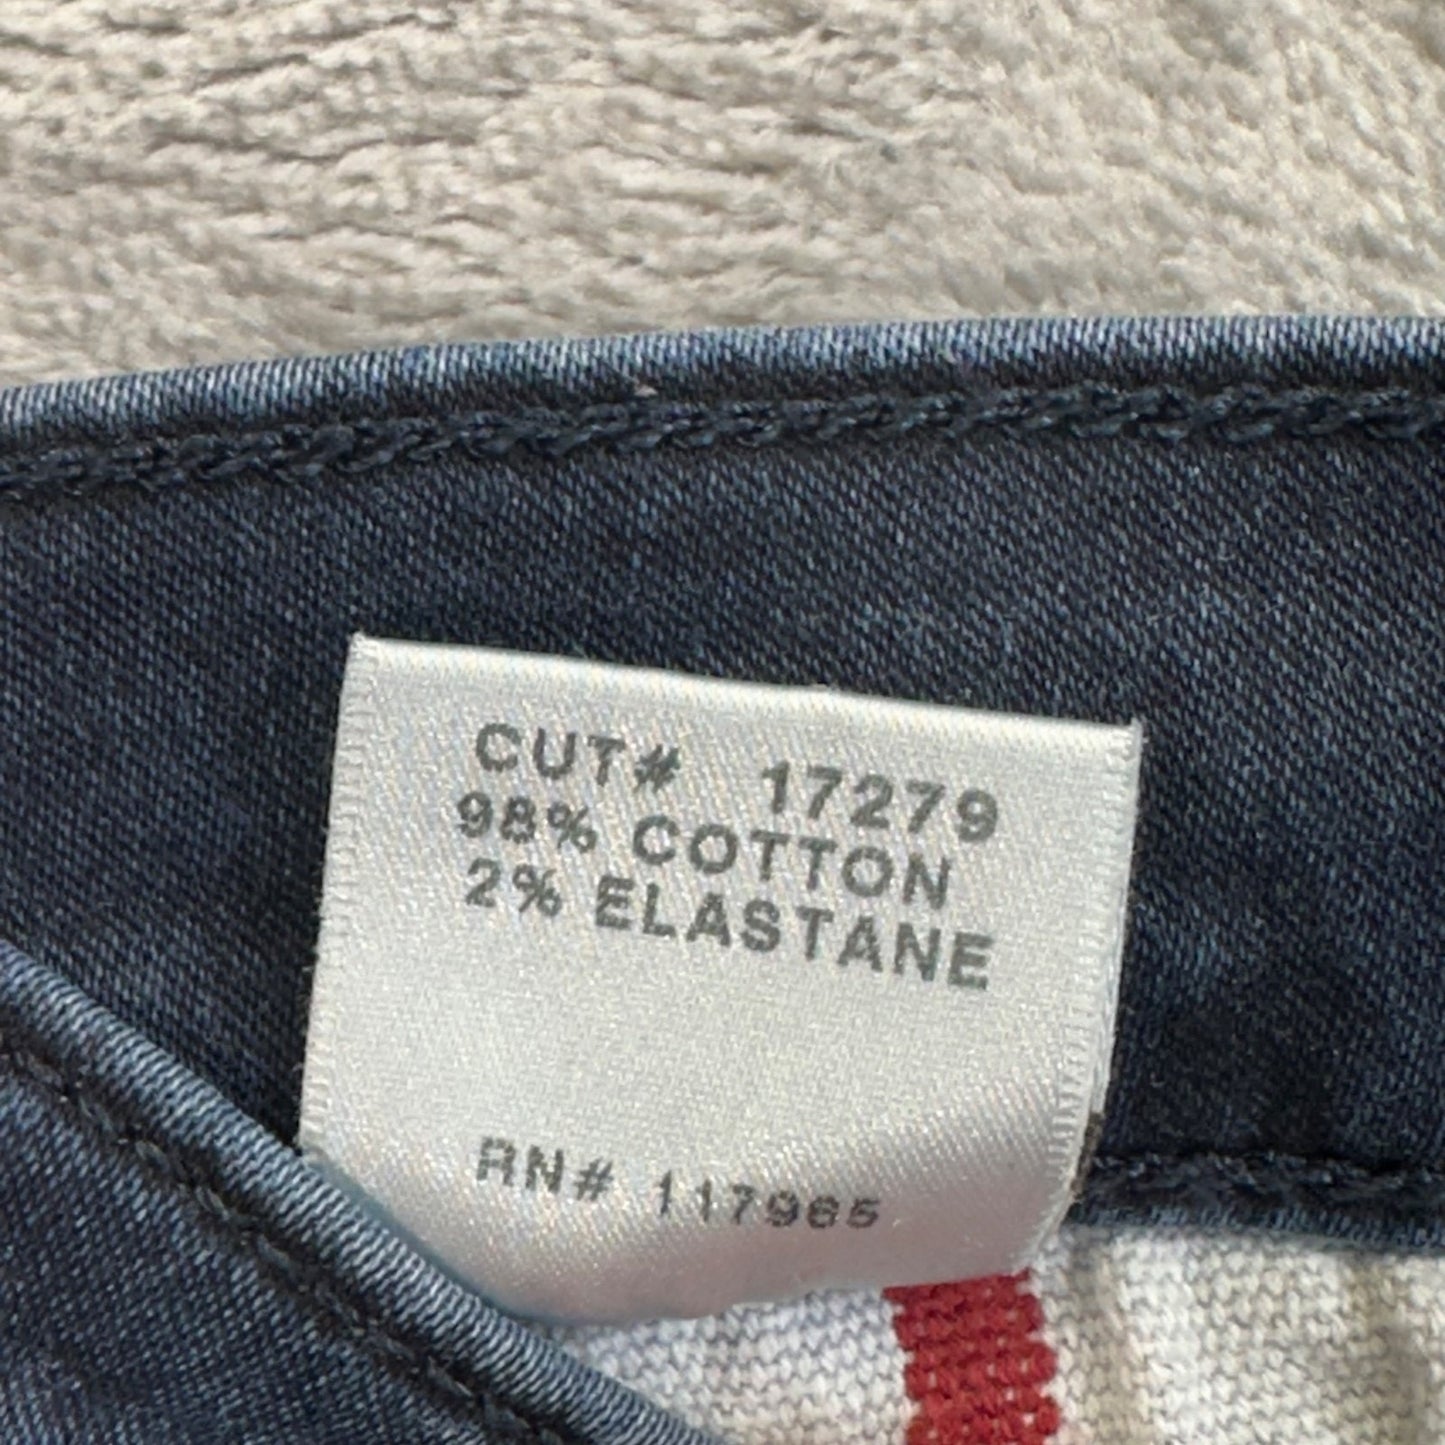 CUT# 17279
98% COTTON
2% ELASTANE
RN# 117965